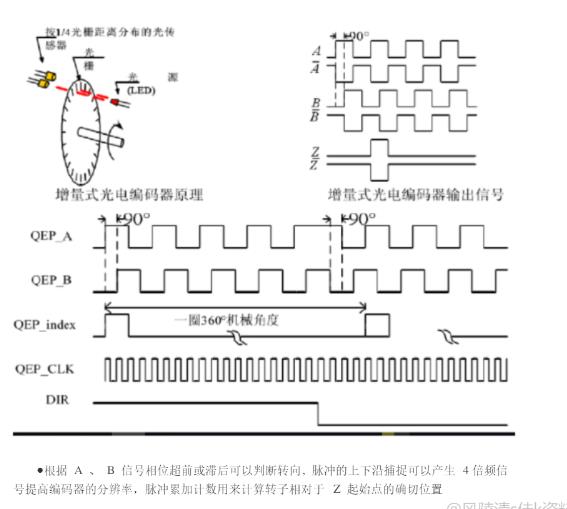 按1/4光栅距离分布的光传
感器
光
栅
光 源
(LED)
90°
A
A
B
B
Z
Z
增量式光电编码器原理
增量式光电编码器输出信号
90°
90°
QEP_A
QEP_B
QEP_index
一圈360°机械角度
QEP_CLK
DIR
●根据 A 、 B 信号相位超前或滞后可以判断转向，脉冲的上下沿捕捉可以产生 4 倍频信
号提高编码器的分辨率，脉冲累加计数用来计算转子相对于 Z 起始点的确切位置